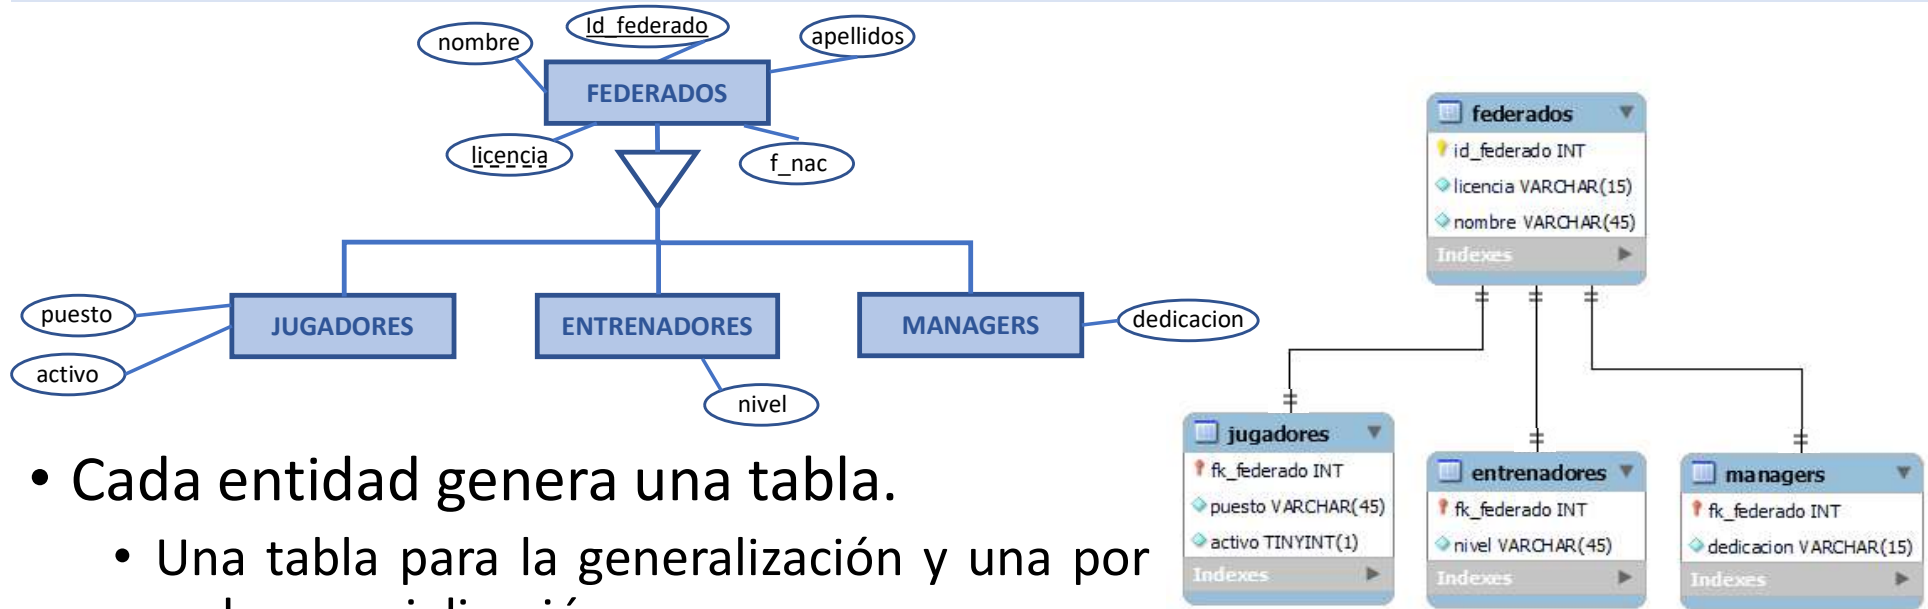 nombre
Id_federado
apellidos
FEDERADOS
licencia
f_nac
JUGADORES
ENTRENADORES
MANAGERS
puesto
activo
nivel
dedicacion
• Cada entidad genera una tabla.
• Una tabla para la generalización y una por
federados
id_federado INT
licencia VARCHAR(15)
nombre VARCHAR(45)
Indexes
jugadores
fk_federado INT
puesto VARCHAR(45)
activo TINYINT(1)
Indexes
entrenadores
fk_federado INT
nivel VARCHAR(45)
Indexes
managers
fk_federado INT
dedicacion VARCHAR(15)
Indexes